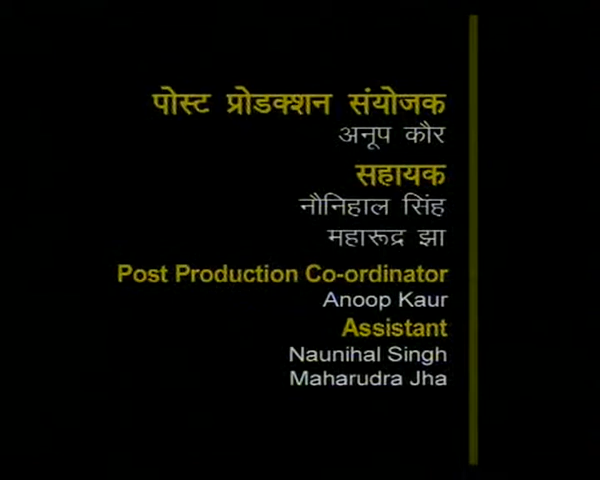 पोस्ट प्रोडक्शन संयोजक
अनूप कौर
सहायक
नौनिहाल सिंह
महारूद्र झा
Post Production Co-ordinator
Anoop Kaur
Assistant
Naunihal Singh
Maharudra Jha